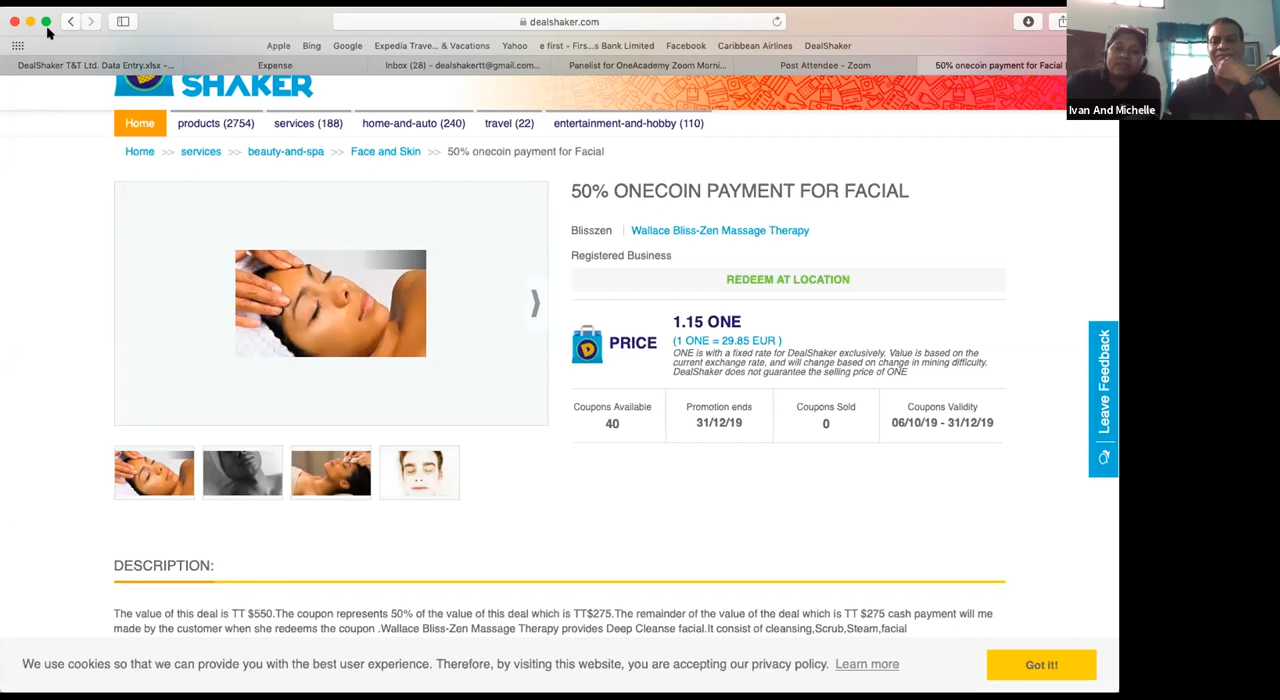 dealshaker.com
Apple Bing Google Expedia Trave... & Vacations Yahoo e first - Firs...s Bank Limited Facebook Caribbean Airlines DealShaker
DealShaker T&T Ltd. Data Entry.xlsx -... Expense Inbox (28) - dealshakertt@gmail.com... Panelist for OneAcademy Zoom Morni... Post Attendee - Zoom 50% onecoin payment for Facial
Ivan And Michelle
SHAKER
Home products (2754) services (188) home-and-auto (240) travel (22) entertainment-and-hobby (110)
Home >> services >> beauty-and-spa >> Face and Skin >> 50% onecoin payment for Facial
50% ONECOIN PAYMENT FOR FACIAL
Blisszen | Wallace Bliss-Zen Massage Therapy
Registered Business
REDEEM AT LOCATION
PRICE
1.15 ONE
(1 ONE = 29.85 EUR )
ONE is with a fixed rate for DealShaker exclusively. Value is based on the
current exchange rate, and will change based on change in mining difficulty.
DealShaker does not guarantee the selling price of ONE
Coupons Available Promotion ends Coupons Sold Coupons Validity
40 31/12/19 0 06/10/19 - 31/12/19
Leave Feedback
DESCRIPTION:
The value of this deal is TT $550.The coupon represents 50% of the value of this deal which is TT$275.The remainder of the value of the deal which is TT $275 cash payment will me
made by the customer when she redeems the coupon .Wallace Bliss-Zen Massage Therapy provides Deep Cleanse facial.It consist of cleansing,Scrub,Steam,facial
We use cookies so that we can provide you with the best user experience. Therefore, by visiting this website, you are accepting our privacy policy. Learn more
Got it!